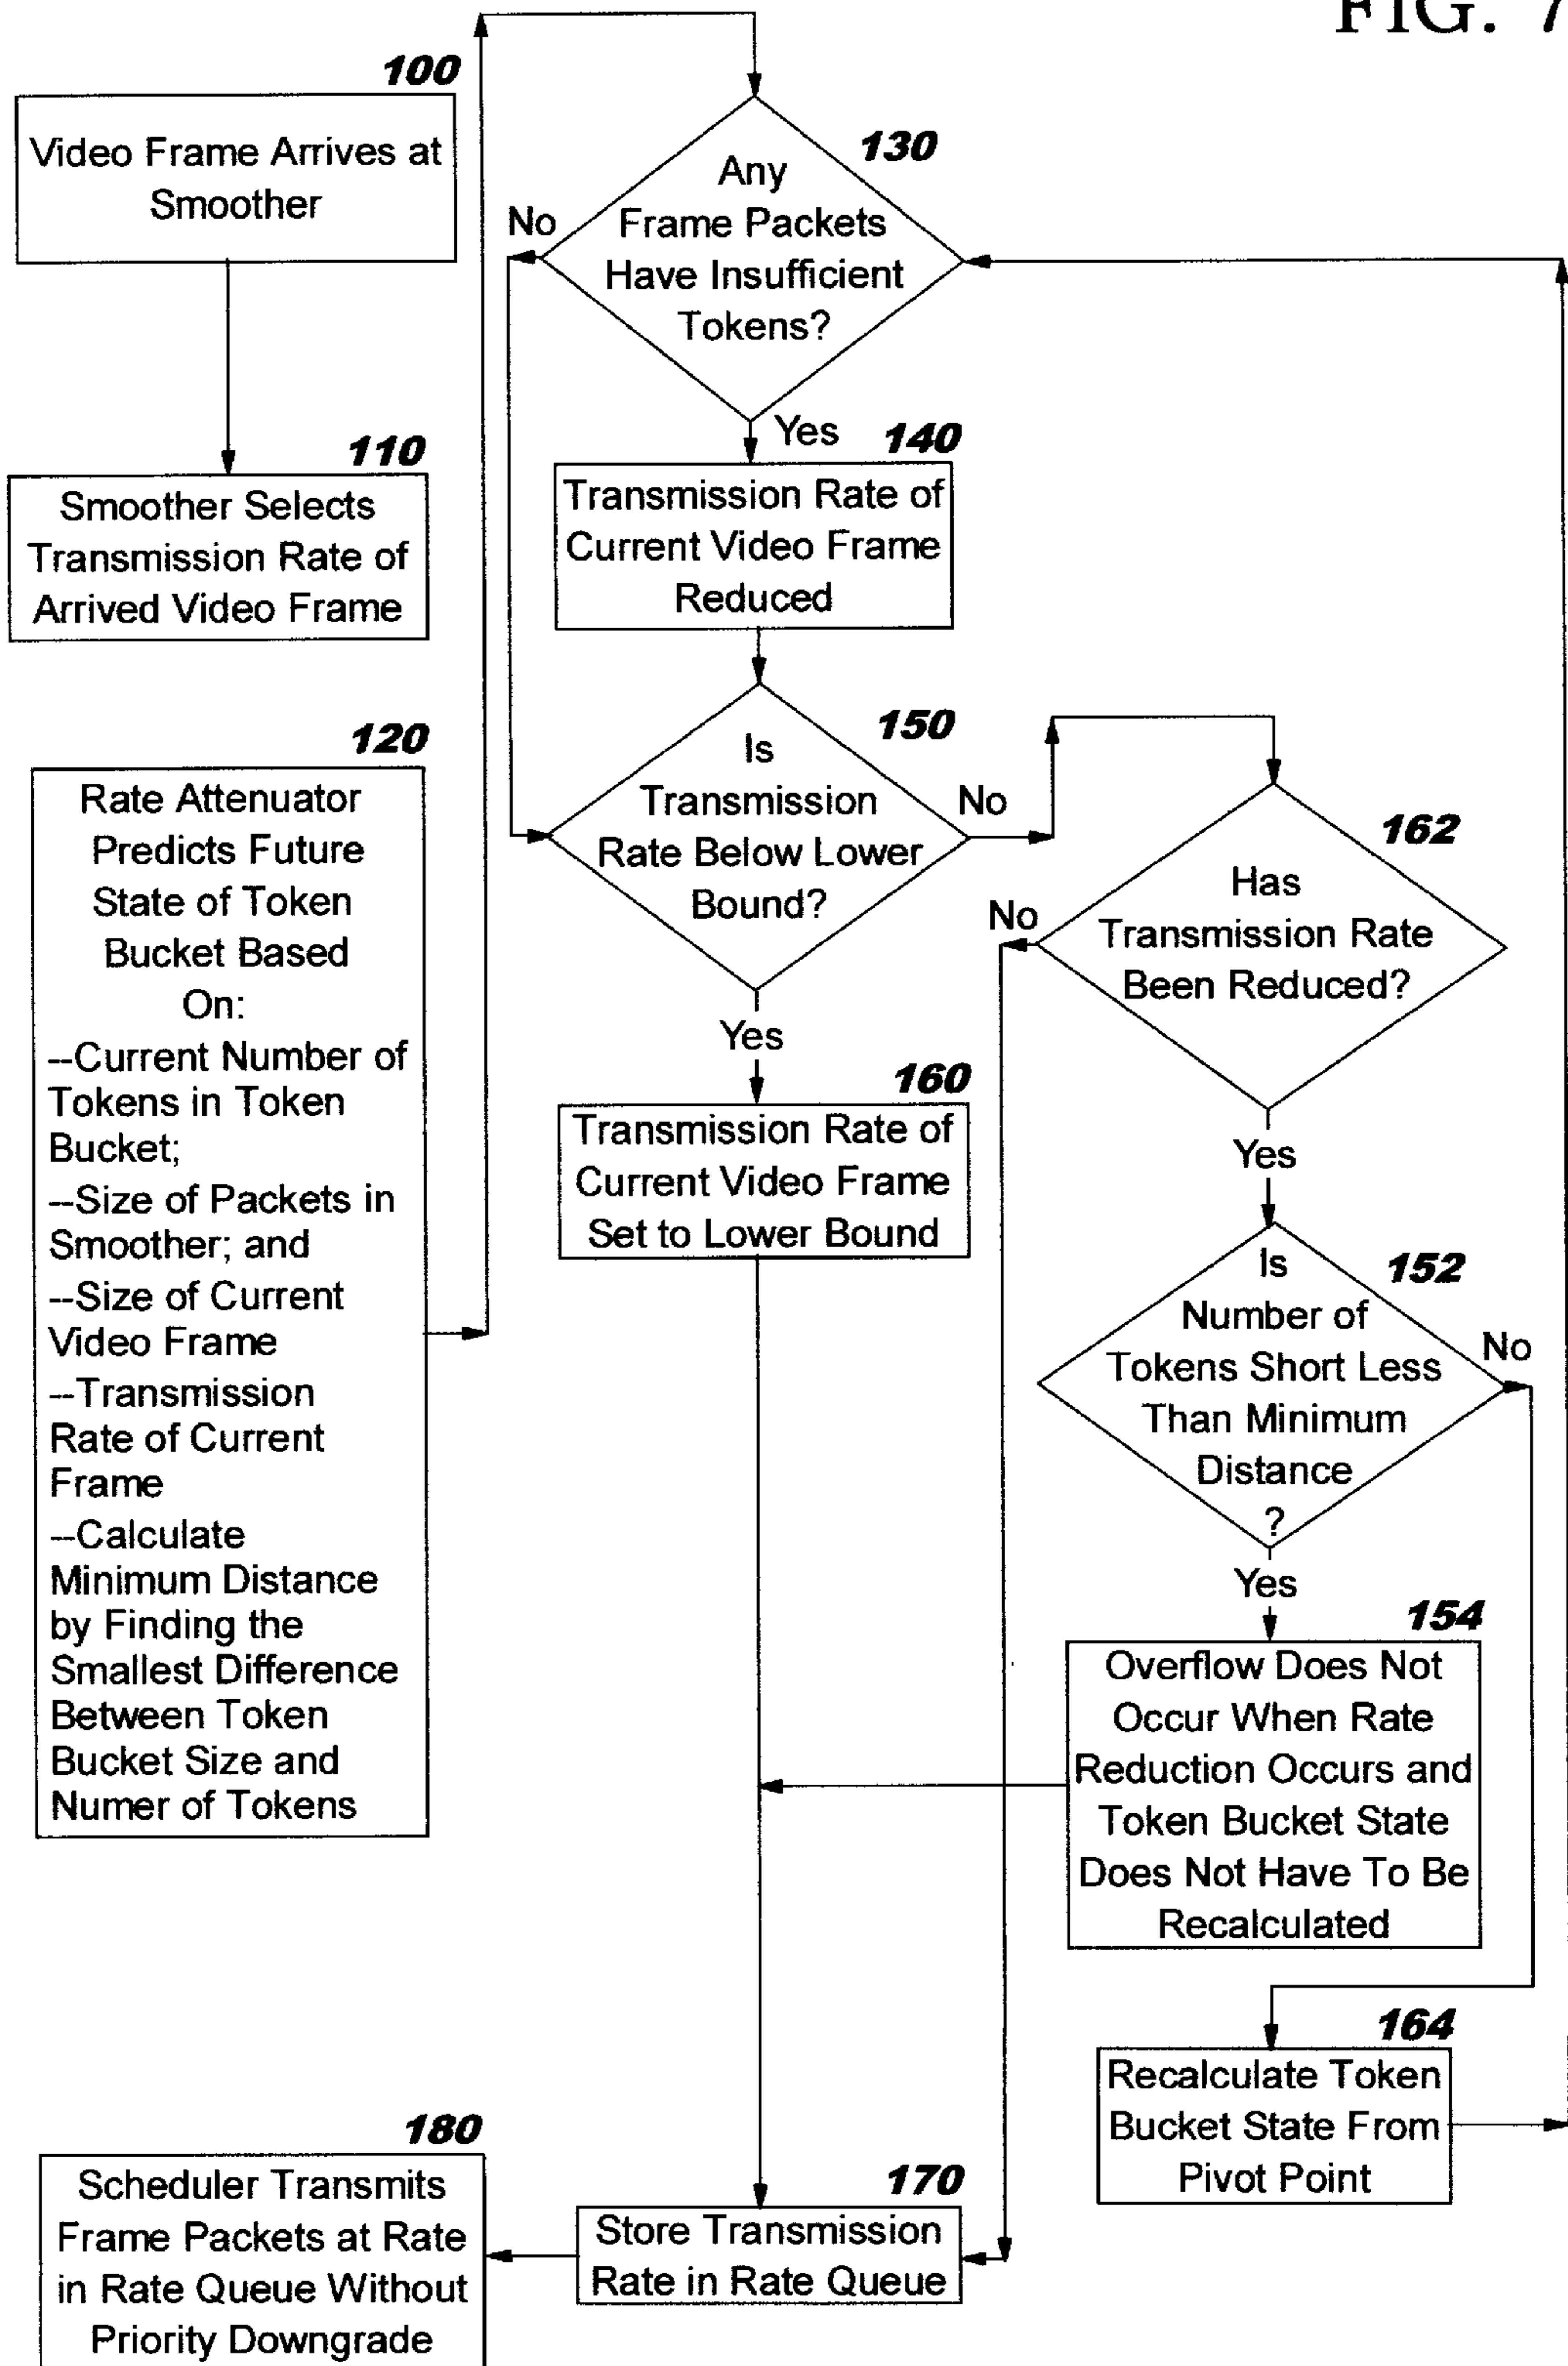 FIG. 7
100
Video Frame Arrives at
Smoother
110
Smoother Selects
Transmission Rate of
Arrived Video Frame
120
Rate Attenuator
Predicts Future
State of Token
Bucket Based
On:
--Current Number of
Tokens in Token
Bucket;
--Size of Packets in
Smoother; and
--Size of Current
Video Frame
--Transmission
Rate of Current
Frame
--Calculate
Minimum Distance
by Finding the
Smallest Difference
Between Token
Bucket Size and
Numer of Tokens
130
Any
Frame Packets
Have Insufficient
Tokens?
No
Yes
140
Transmission Rate of
Current Video Frame
Reduced
150
Is
Transmission
Rate Below Lower
Bound?
No
Yes
160
Transmission Rate of
Current Video Frame
Set to Lower Bound
162
Has
Transmission Rate
Been Reduced?
No
Yes
152
Is
Number of
Tokens Short Less
Than Minimum
Distance
?
No
Yes
154
Overflow Does Not
Occur When Rate
Reduction Occurs and
Token Bucket State
Does Not Have To Be
Recalculated
164
Recalculate Token
Bucket State From
Pivot Point
170
Store Transmission
Rate in Rate Queue
180
Scheduler Transmits
Frame Packets at Rate
in Rate Queue Without
Priority Downgrade